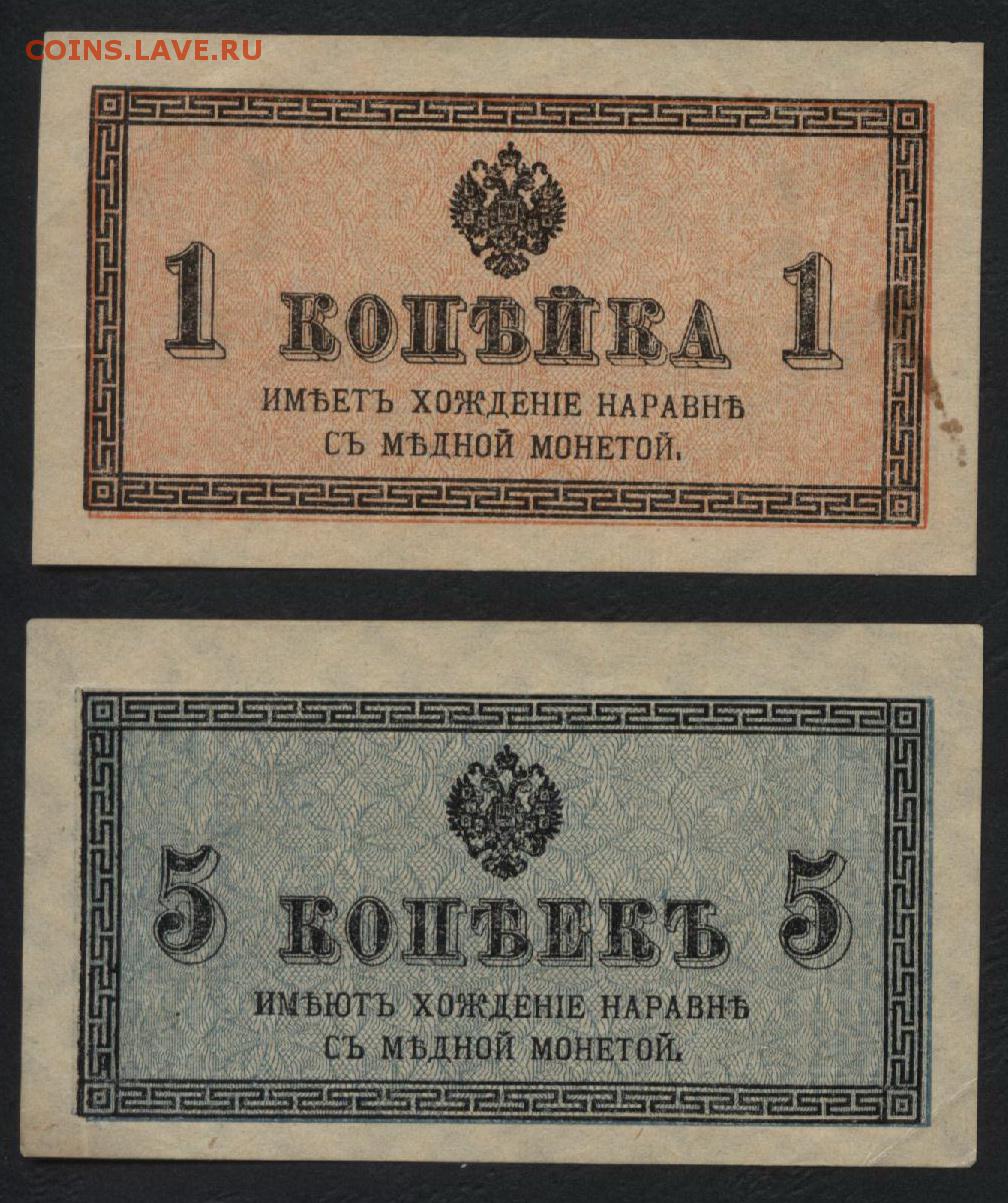 COINS.LAVE.RU
1 КОПѢЙКА 1
ИМѢЕТЪ ХОЖДЕНІЕ НАРАВНѢ
СЪ МѢДНОЙ МОНЕТОЙ.
5 КОПѢЕКЪ 5
ИМѢЮТЪ ХОЖДЕНІЕ НАРАВНѢ
СЪ МѢДНОЙ МОНЕТОЙ.